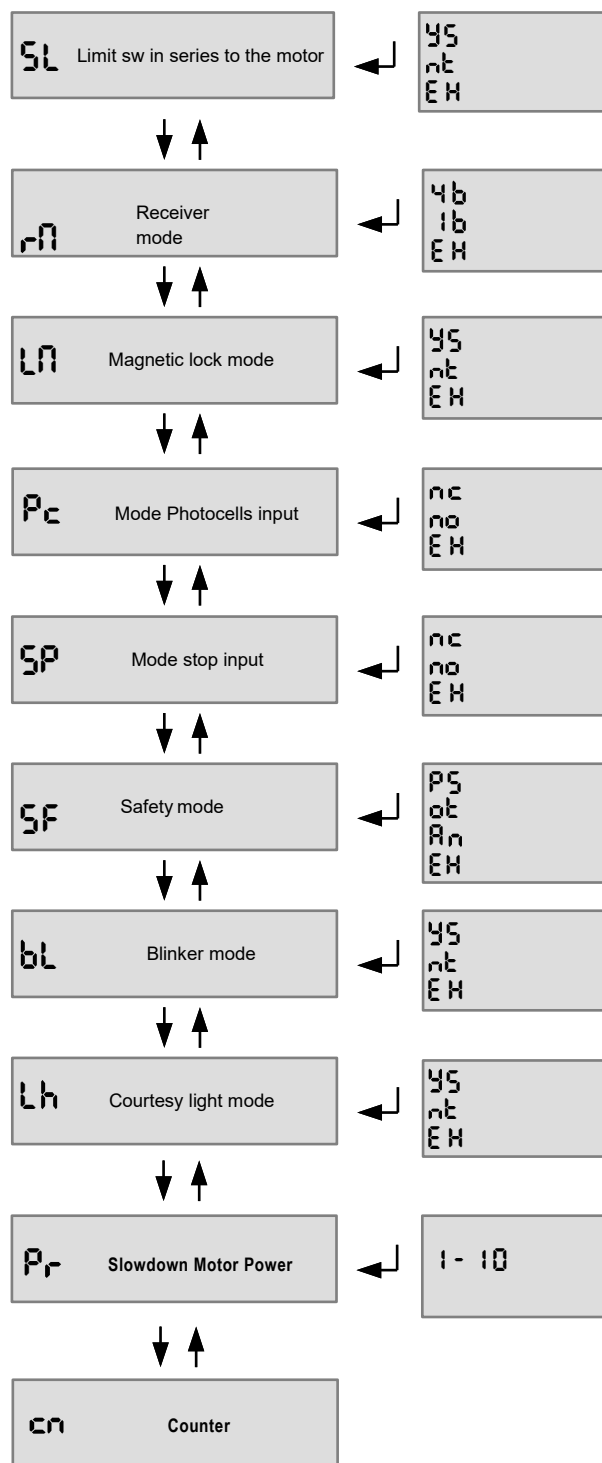 SL Limit sw in series to the motor
YS
nt
EH
rM Receiver
mode
4b
1b
EH
LM Magnetic lock mode
YS
nt
EH
Pc Mode Photocells input
nc
no
EH
SP Mode stop input
nc
no
EH
SF Safety mode
PS
ot
An
EH
bL Blinker mode
YS
nt
EH
Lh Courtesy light mode
YS
nt
EH
Pr Slowdown Motor Power
1- 10
cn Counter